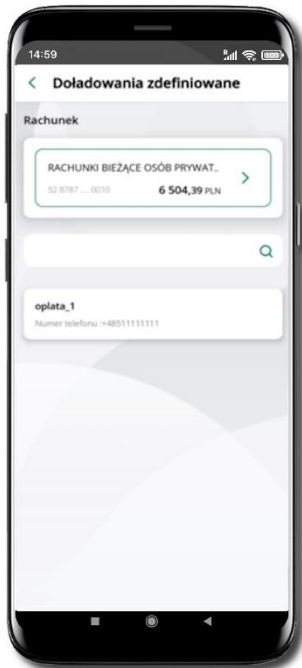 14:59
Doładowania zdefiniowane
Rachunek
RACHUNKI BIEŻĄCE OSÓB PRYWAT..
52 8787 .... 0010 6 504,39 PLN
oplata_1
Numer telefonu :+48511111111